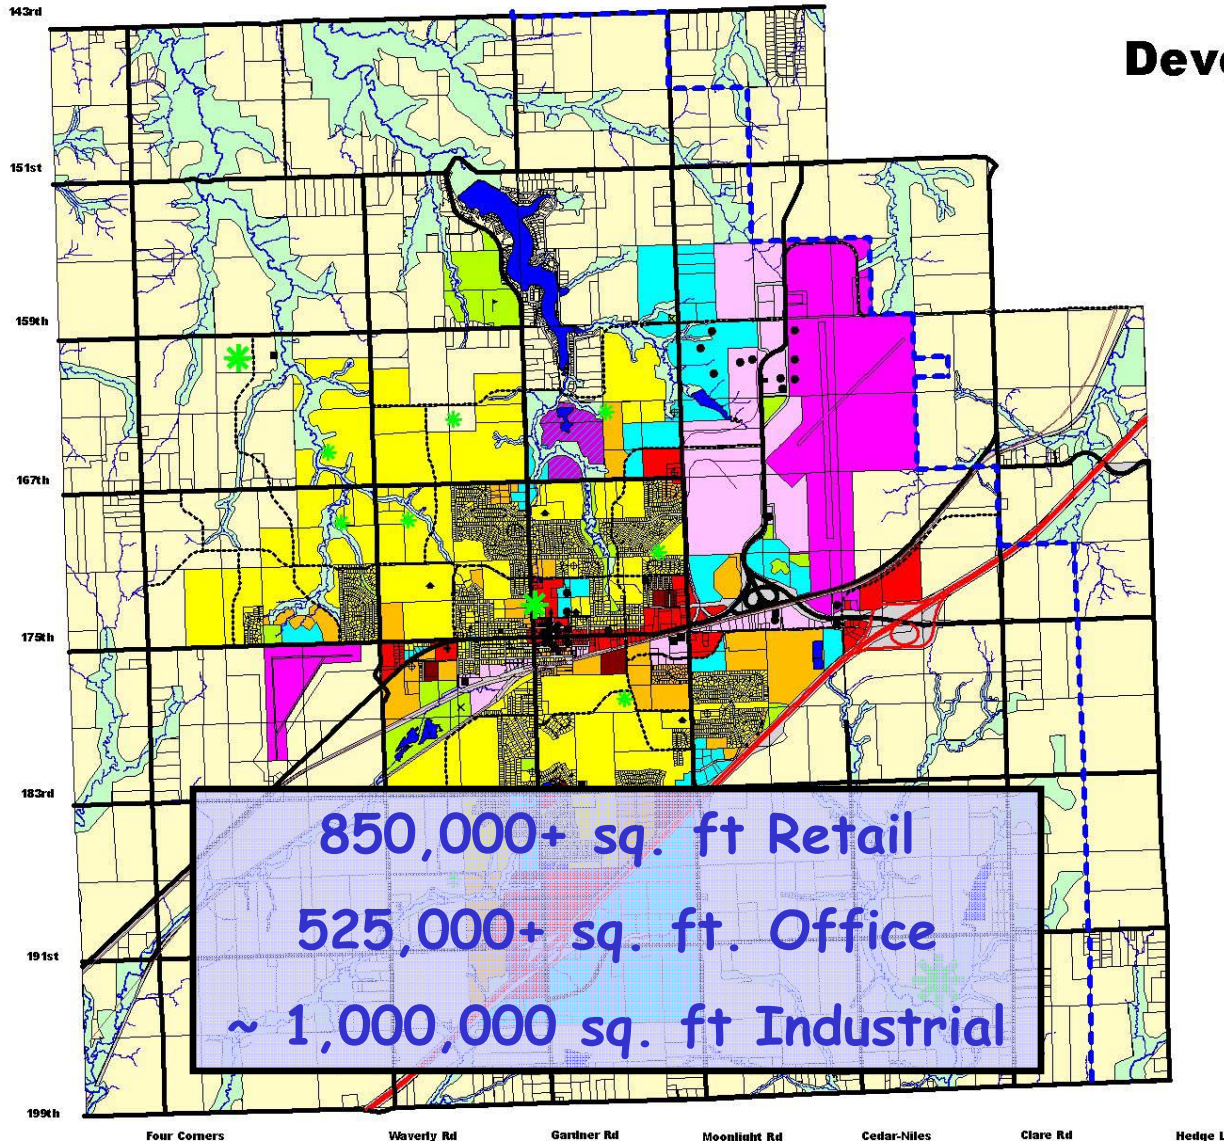 143rd
Deve
151st
159th
167th
175th
183rd
850,000+ sq. ft Retail
525,000+ sq. ft. Office
191st
~ 1,000,000 sq. ft Industrial
199th
Four Corners Waverly Rd Gardner Rd Moonlight Rd Cedar-Niles Clare Rd Hedge L